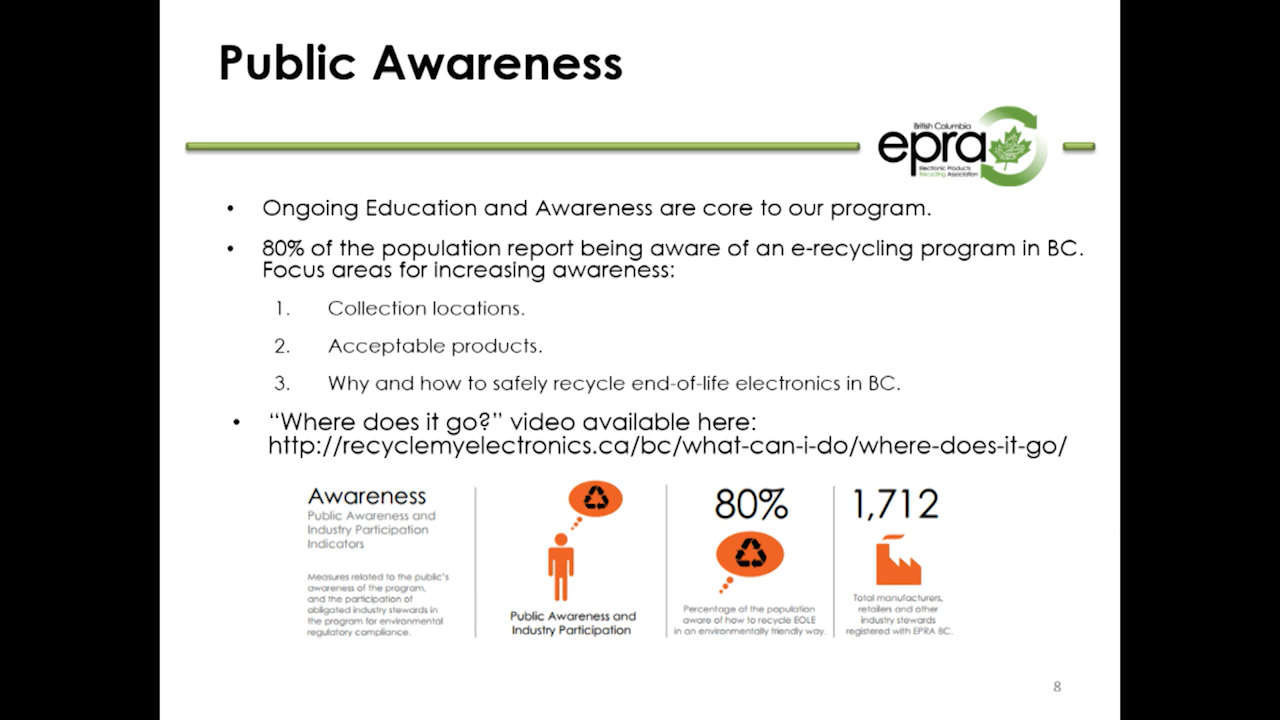 Public Awareness
British Columbia
epra
Electronic Products
Recycling Association
• Ongoing Education and Awareness are core to our program.
• 80% of the population report being aware of an e-recycling program in BC.
Focus areas for increasing awareness:
1. Collection locations.
2. Acceptable products.
3. Why and how to safely recycle end-of-life electronics in BC.
• “Where does it go?” video available here:
http://recyclemyelectronics.ca/bc/what-can-i-do/where-does-it-go/
Awareness
Public Awareness and
Industry Participation
Indicators
Measures related to the public's
awareness of the program,
and the participation of
obligated industry stewards in
the program for environmental
regulatory compliance.
Public Awareness and
Industry Participation
80%
Percentage of the population
aware of how to recycle EOLE
in an environmentally friendly way.
1,712
Total manufacturers,
retailers and other
industry stewards
registered with EPRA BC.
8